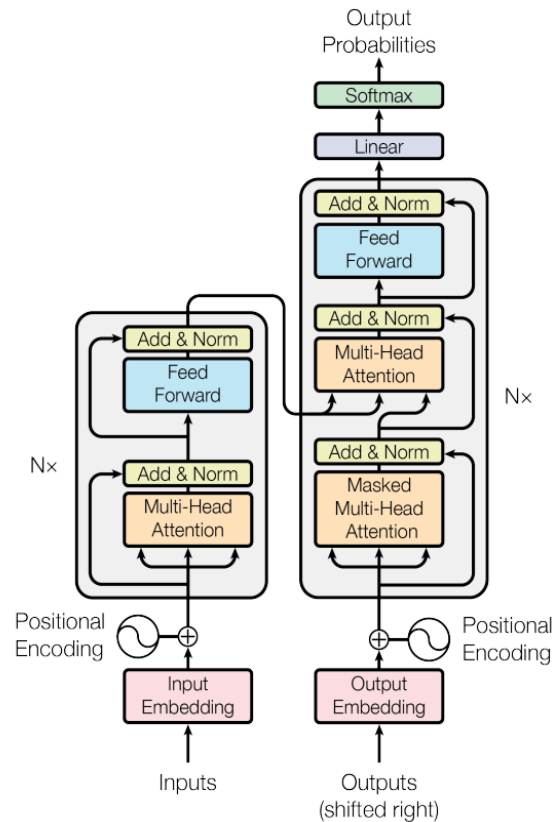 Output
Probabilities
Softmax
Linear
Add & Norm
Feed
Forward
Add & Norm
Multi-Head
Attention
Add & Norm
Masked
Multi-Head
Attention
N×
Add & Norm
Feed
Forward
Add & Norm
Multi-Head
Attention
N×
Positional
Encoding
Positional
Encoding
Input
Embedding
Output
Embedding
Inputs
Outputs
(shifted right)